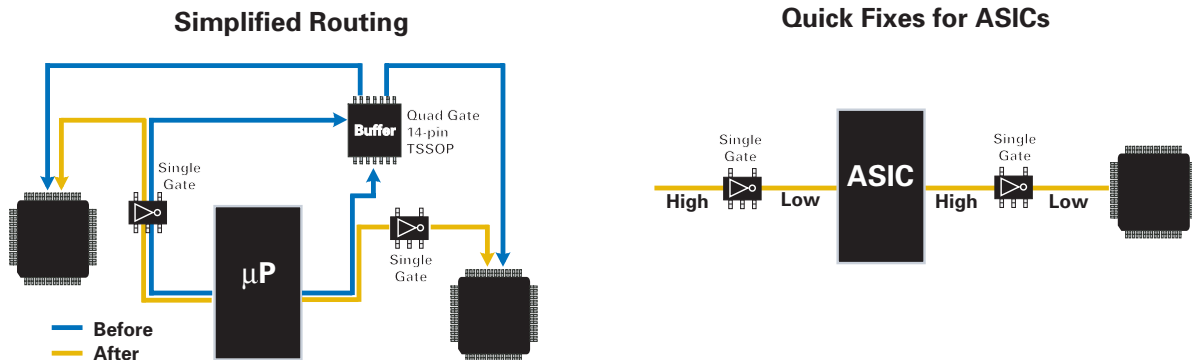 Simplified Routing
Buffer
Quad Gate
14-pin
TSSOP
Single
Gate
µP
Single
Gate
Before
After
Quick Fixes for ASICs
Single
Gate
ASIC
Single
Gate
High
Low
High
Low